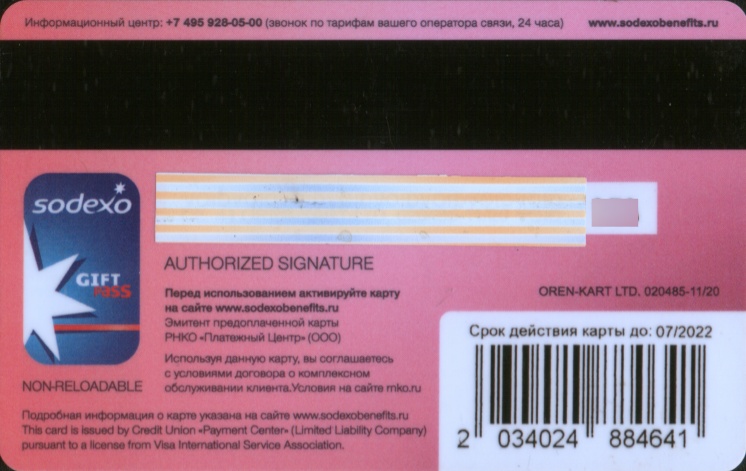 Информационный центр: +7 495 928-05-00 (звонок по тарифам вашего оператора связи, 24 часа) www.sodexobenefits.ru
sodexo
GIFT
PASS
AUTHORIZED SIGNATURE
Перед использованием активируйте карту
на сайте www.sodexobenefits.ru
Эмитент предоплаченной карты
РНКО «Платежный Центр» (ООО)
Используя данную карту, вы соглашаетесь
с условиями договора о комплексном
обслуживании клиента.Условия на сайте rnko.ru
NON-RELOADABLE
Подробная информация о карте указана на сайте www.sodexobenefits.ru
This card is issued by Credit Union «Payment Center» (Limited Liability Company)
pursuant to a license from Visa International Service Association.
OREN-KART LTD. 020485-11/20
Срок действия карты до: 07/2022
2 034024 884641